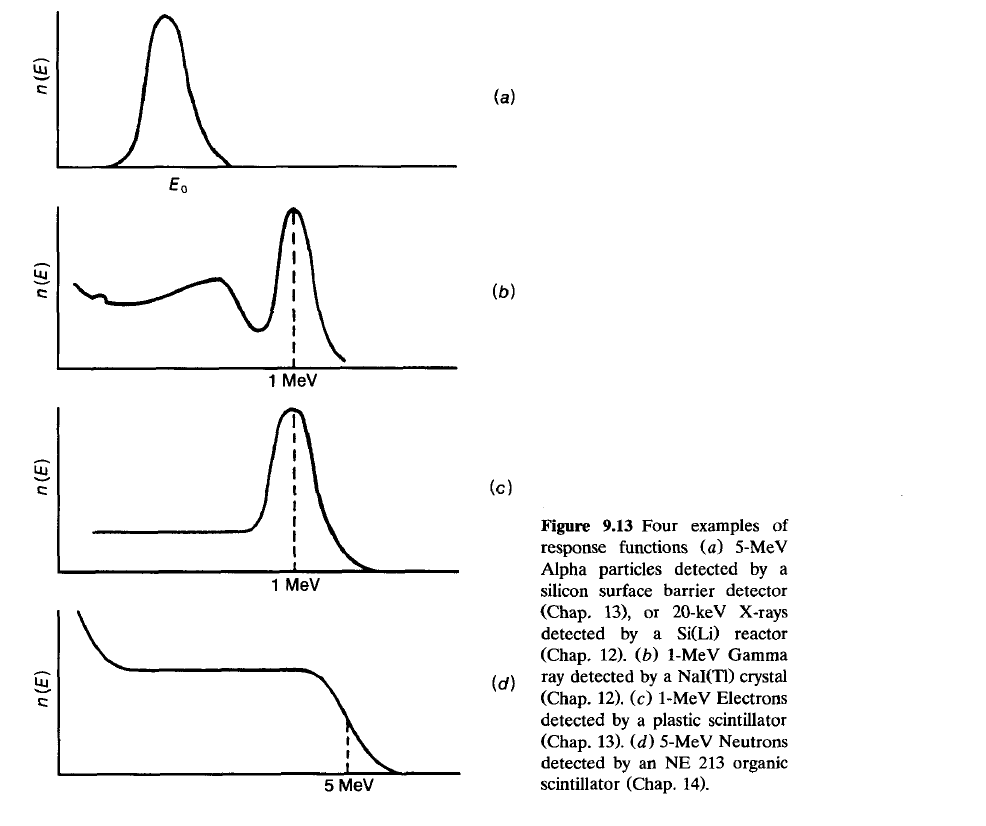 n(E)
(a)
E₀
n(E)
(b)
1 MeV
n(E)
(c)
1 MeV
n(E)
(d)
5 MeV
Figure 9.13 Four examples of
response functions (a) 5-MeV
Alpha particles detected by a
silicon surface barrier detector
(Chap. 13), or 20-keV X-rays
detected by a Si(Li) reactor
(Chap. 12). (b) 1-MeV Gamma
ray detected by a NaI(Tl) crystal
(Chap. 12). (c) 1-MeV Electrons
detected by a plastic scintillator
(Chap. 13). (d) 5-MeV Neutrons
detected by an NE 213 organic
scintillator (Chap. 14).